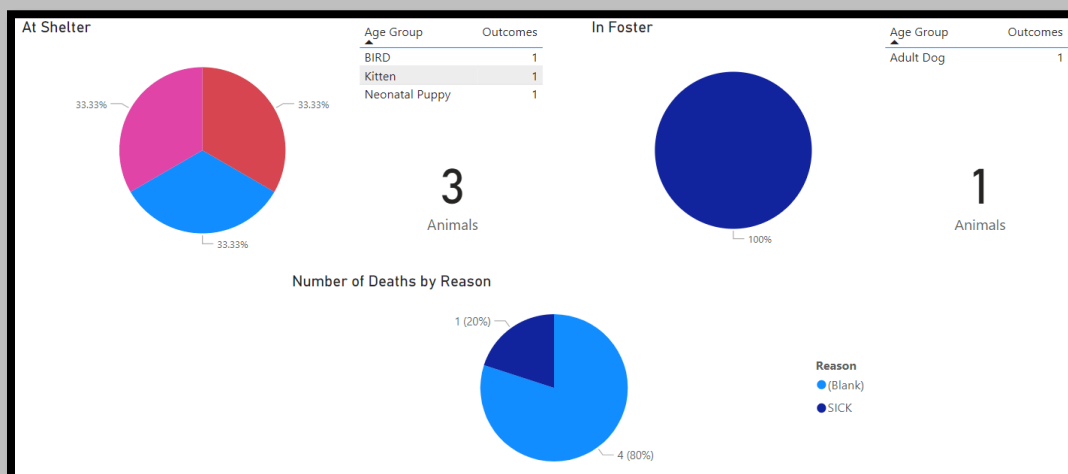 At Shelter
Age Group Outcomes
BIRD 1
Kitten 1
Neonatal Puppy 1
33.33%
33.33%
33.33%
3
Animals
In Foster
Age Group Outcomes
Adult Dog 1
100%
1
Animals
Number of Deaths by Reason
1 (20%)
4 (80%)
Reason
(Blank)
SICK